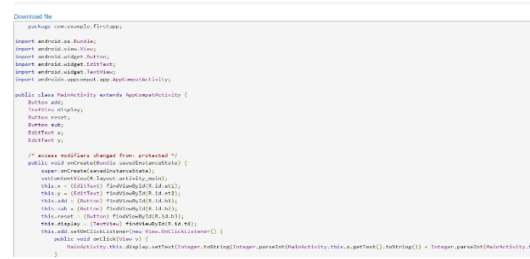 Download file
package com.example.firstapp;
import android.os.Bundle;
import android.view.View;
import android.widget.Button;
import android.widget.EditText;
import android.widget.TextView;
import androidx.appcompat.app.AppCompatActivity;
public class MainActivity extends AppCompatActivity {
Button add;
TextView display;
Button reset;
Button sub;
EditText x;
EditText y;
/* access modifiers changed from: protected */
public void onCreate(Bundle savedInstanceState) {
super.onCreate(savedInstanceState);
setContentView(R.layout.activity_main);
this.x = (EditText) findViewById(R.id.et1);
this.y = (EditText) findViewById(R.id.et2);
this.add = (Button) findViewById(R.id.b1);
this.sub = (Button) findViewById(R.id.b2);
this.reset = (Button) findViewById(R.id.b3);
this.display = (TextView) findViewById(R.id.td);
this.add.setOnClickListener(new View.OnClickListener() {
public void onClick(View v) {
MainActivity.this.display.setText(Integer.toString(Integer.parseInt(MainActivity.this.x.getText().toString()) + Integer.parseInt(MainActivity.t
}